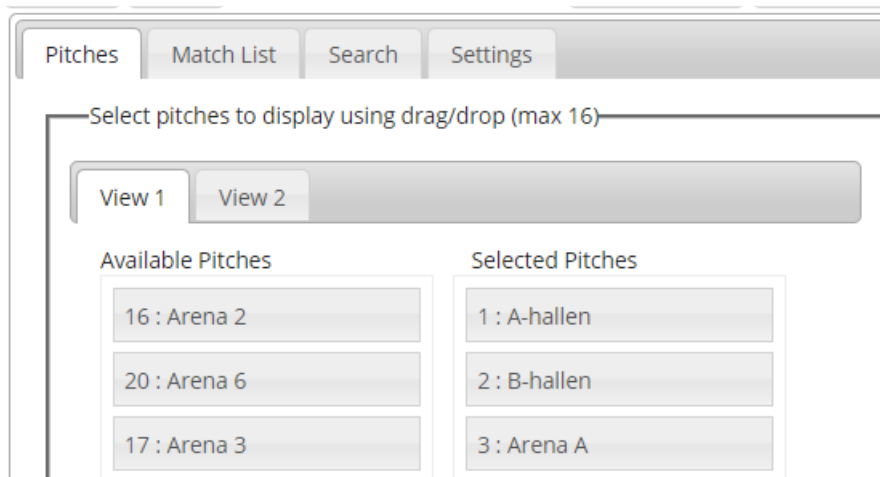 Pitches Match List Search Settings
Select pitches to display using drag/drop (max 16)
View 1 View 2
Available Pitches Selected Pitches
16 : Arena 2 1 : A-hallen
20 : Arena 6 2 : B-hallen
17 : Arena 3 3 : Arena A